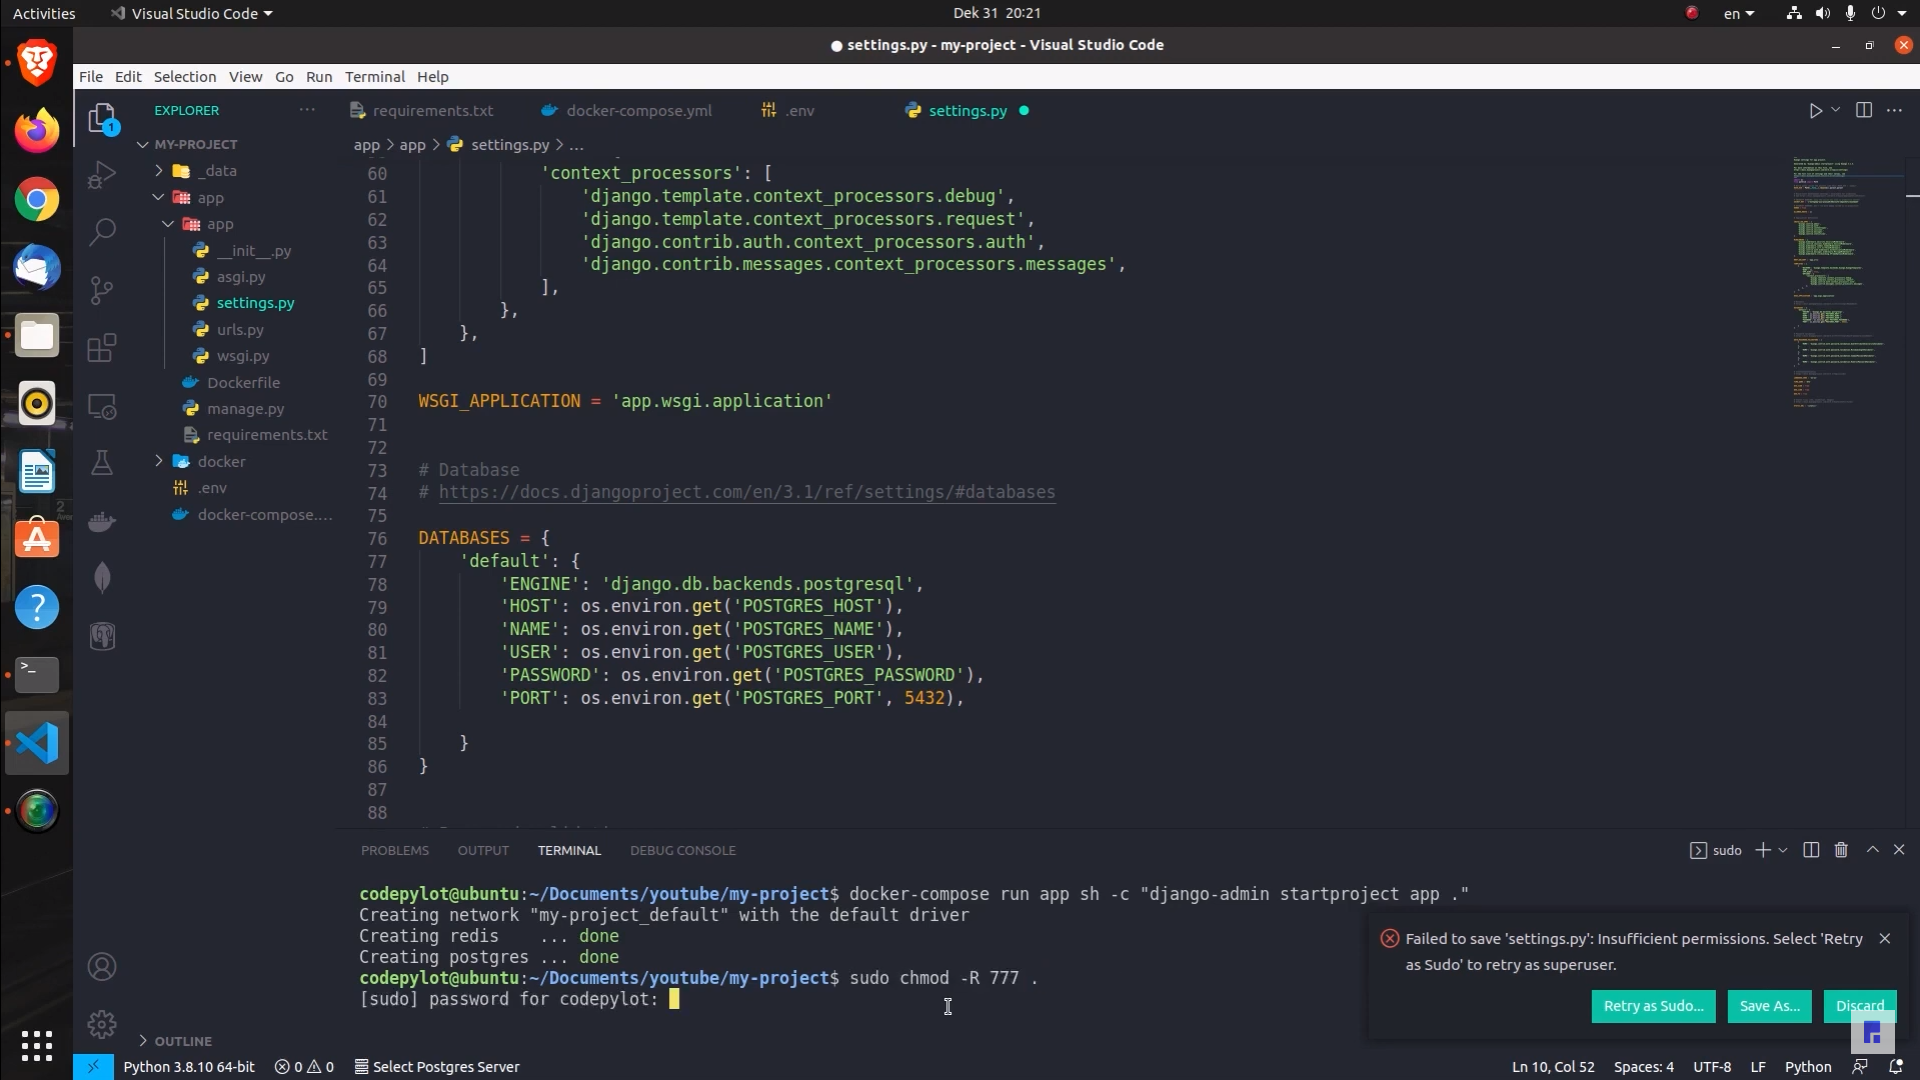 Activities
Visual Studio Code
Dek 31 20:21
en
● settings.py - my-project - Visual Studio Code
File Edit Selection View Go Run Terminal Help
EXPLORER
requirements.txt
docker-compose.yml
.env
settings.py
1
MY-PROJECT
app > app > settings.py > ...
_data
app
app
__init__.py
asgi.py
settings.py
urls.py
wsgi.py
Dockerfile
manage.py
requirements.txt
docker
.env
docker-compose....
60 'context_processors': [
61 'django.template.context_processors.debug',
62 'django.template.context_processors.request',
63 'django.contrib.auth.context_processors.auth',
64 'django.contrib.messages.context_processors.messages',
65 ],
66 },
67 },
68 ]
69
70 WSGI_APPLICATION = 'app.wsgi.application'
71
72
73 # Database
74 # https://docs.djangoproject.com/en/3.1/ref/settings/#databases
75
76 DATABASES = {
77 'default': {
78 'ENGINE': 'django.db.backends.postgresql',
79 'HOST': os.environ.get('POSTGRES_HOST'),
80 'NAME': os.environ.get('POSTGRES_NAME'),
81 'USER': os.environ.get('POSTGRES_USER'),
82 'PASSWORD': os.environ.get('POSTGRES_PASSWORD'),
83 'PORT': os.environ.get('POSTGRES_PORT', 5432),
84
85 }
86 }
87
88
PROBLEMS OUTPUT TERMINAL DEBUG CONSOLE
sudo
codepylot@ubuntu:~/Documents/youtube/my-project$ docker-compose run app sh -c "django-admin startproject app ."
Creating network "my-project_default" with the default driver
Creating redis ... done
Creating postgres ... done
codepylot@ubuntu:~/Documents/youtube/my-project$ sudo chmod -R 777 .
[sudo] password for codepylot:
Failed to save 'settings.py': Insufficient permissions. Select 'Retry
as Sudo' to retry as superuser.
Retry as Sudo...
Save As...
Discard
OUTLINE
Python 3.8.10 64-bit
0
0
Select Postgres Server
Ln 10, Col 52
Spaces: 4
UTF-8
LF
Python